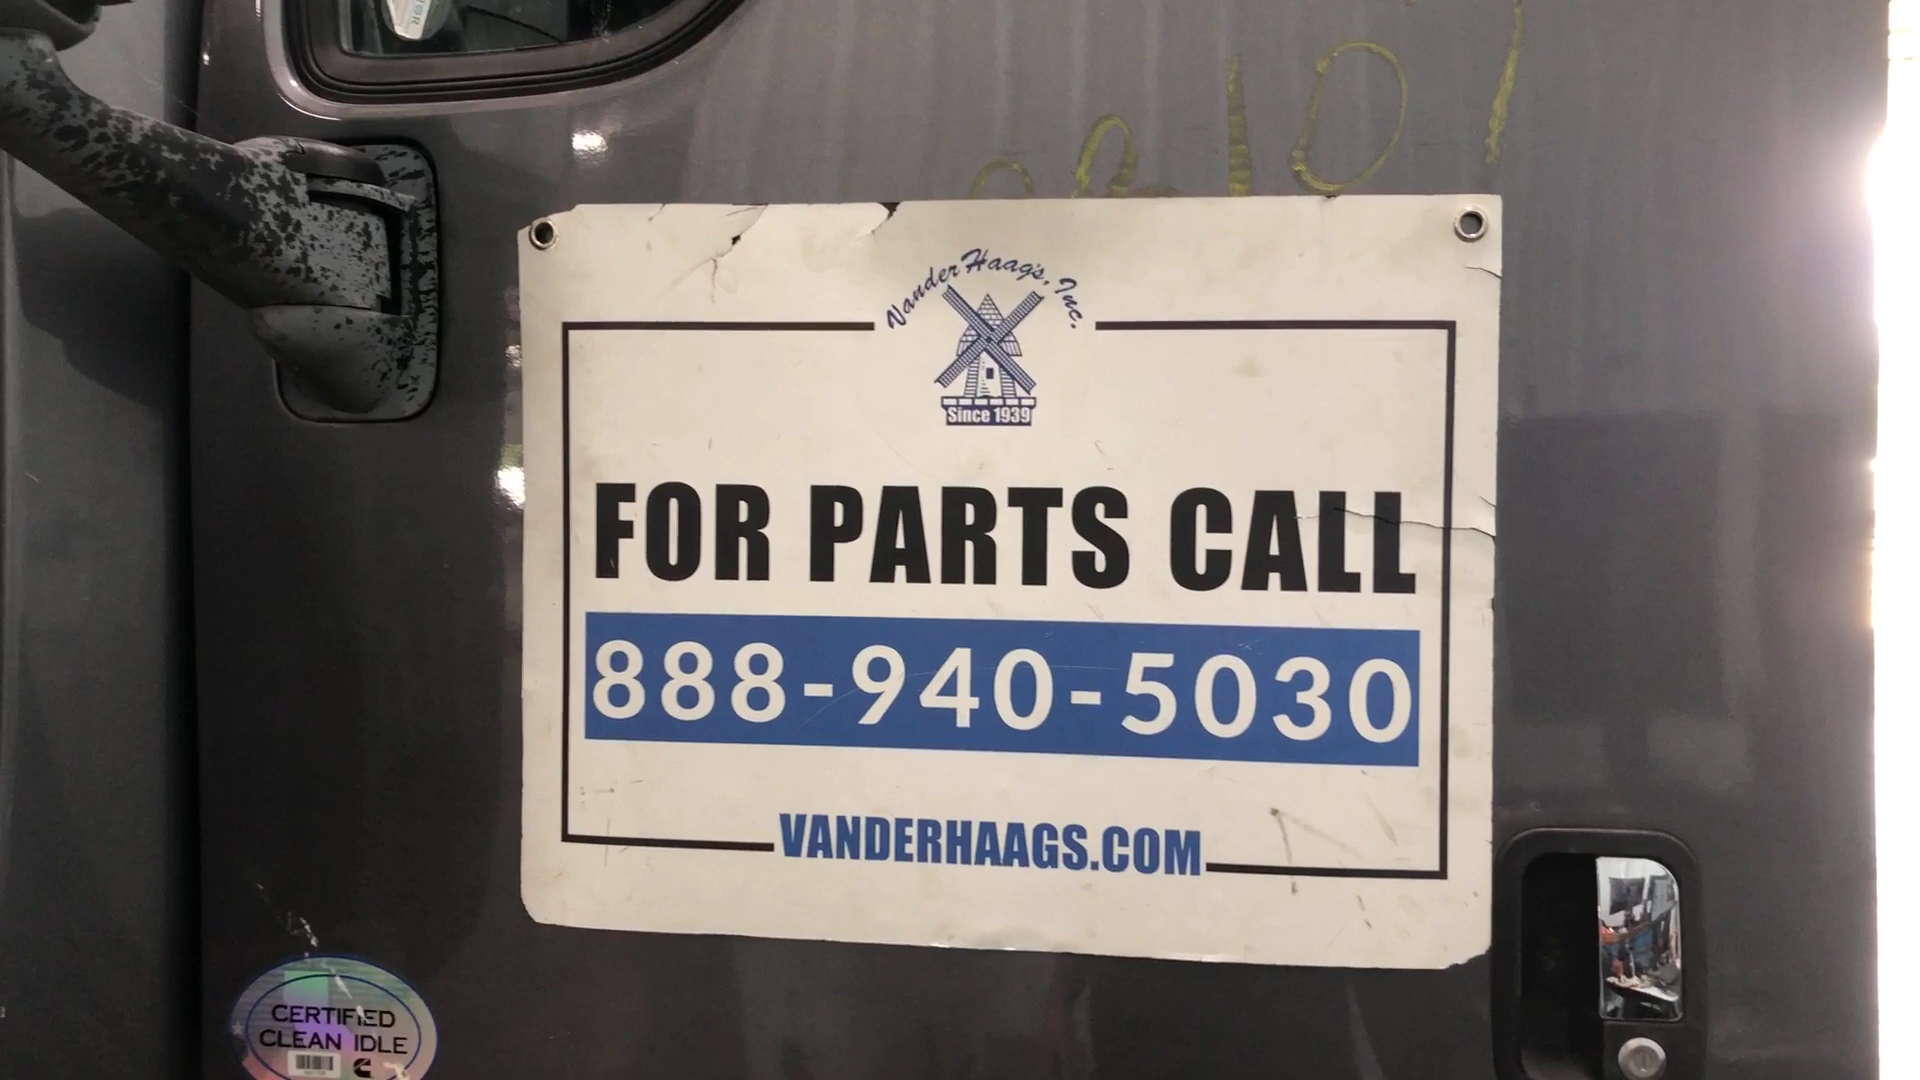 VanderHaag's, Inc.
Since 1939
FOR PARTS CALL
888-940-5030
VANDERHAAGS.COM
CERTIFIED
CLEAN IDLE